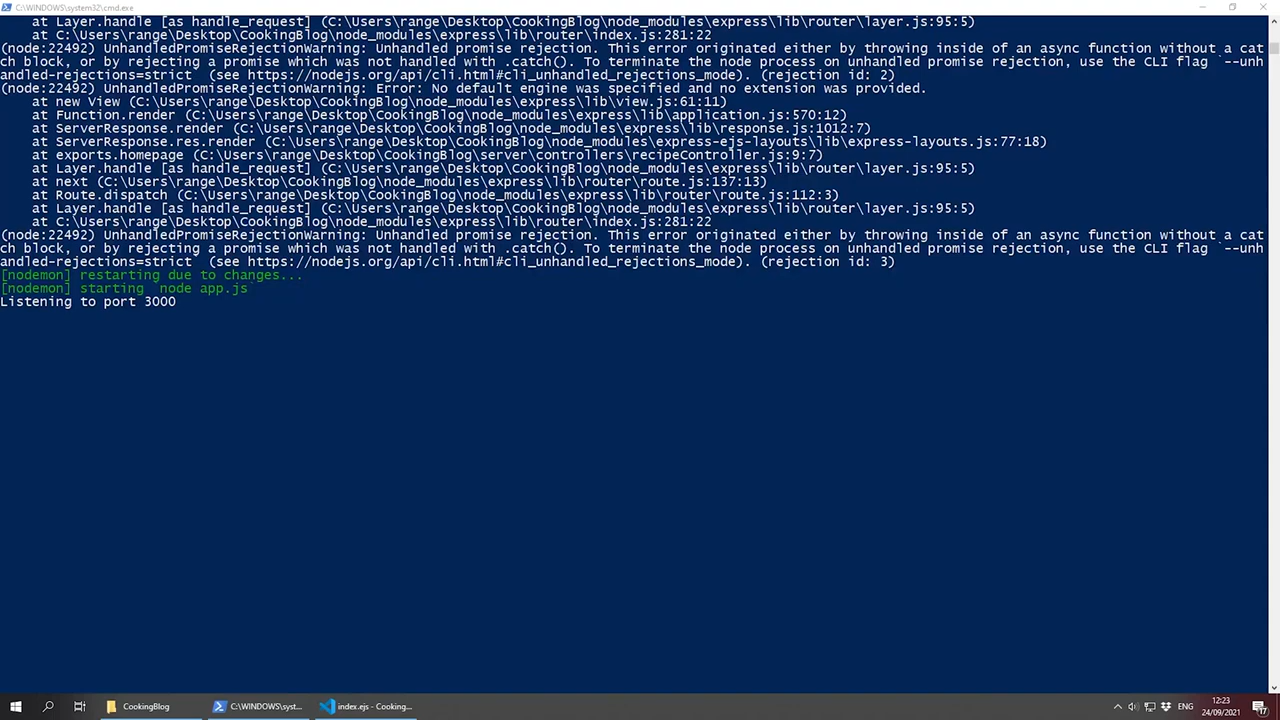 C:\WINDOWS\system32\cmd.exe
at Layer.handle [as handle_request] (C:\Users\range\Desktop\CookingBlog\node_modules\express\lib\router\layer.js:95:5)
at C:\Users\range\Desktop\CookingBlog\node_modules\express\lib\router\index.js:281:22
(node:22492) UnhandledPromiseRejectionWarning: Unhandled promise rejection. This error originated either by throwing inside of an async function without a cat
ch block, or by rejecting a promise which was not handled with .catch(). To terminate the node process on unhandled promise rejection, use the CLI flag `--unh
andled-rejections=strict` (see https://nodejs.org/api/cli.html#cli_unhandled_rejections_mode). (rejection id: 2)
(node:22492) UnhandledPromiseRejectionWarning: Error: No default engine was specified and no extension was provided.
at new View (C:\Users\range\Desktop\CookingBlog\node_modules\express\lib\view.js:61:11)
at Function.render (C:\Users\range\Desktop\CookingBlog\node_modules\express\lib\application.js:570:12)
at ServerResponse.render (C:\Users\range\Desktop\CookingBlog\node_modules\express\lib\response.js:1012:7)
at ServerResponse.res.render (C:\Users\range\Desktop\CookingBlog\node_modules\express-ejs-layouts\lib\express-layouts.js:77:18)
at exports.homepage (C:\Users\range\Desktop\CookingBlog\server\controllers\recipeController.js:9:7)
at Layer.handle [as handle_request] (C:\Users\range\Desktop\CookingBlog\node_modules\express\lib\router\layer.js:95:5)
at next (C:\Users\range\Desktop\CookingBlog\node_modules\express\lib\router\route.js:137:13)
at Route.dispatch (C:\Users\range\Desktop\CookingBlog\node_modules\express\lib\router\route.js:112:3)
at Layer.handle [as handle_request] (C:\Users\range\Desktop\CookingBlog\node_modules\express\lib\router\layer.js:95:5)
at C:\Users\range\Desktop\CookingBlog\node_modules\express\lib\router\index.js:281:22
(node:22492) UnhandledPromiseRejectionWarning: Unhandled promise rejection. This error originated either by throwing inside of an async function without a cat
ch block, or by rejecting a promise which was not handled with .catch(). To terminate the node process on unhandled promise rejection, use the CLI flag `--unh
andled-rejections=strict` (see https://nodejs.org/api/cli.html#cli_unhandled_rejections_mode). (rejection id: 3)
[nodemon] restarting due to changes...
[nodemon] starting `node app.js`
Listening to port 3000
CookingBlog
C:\WINDOWS\syst...
index.ejs - Cooking...
ENG
12:23
24/09/2021
17